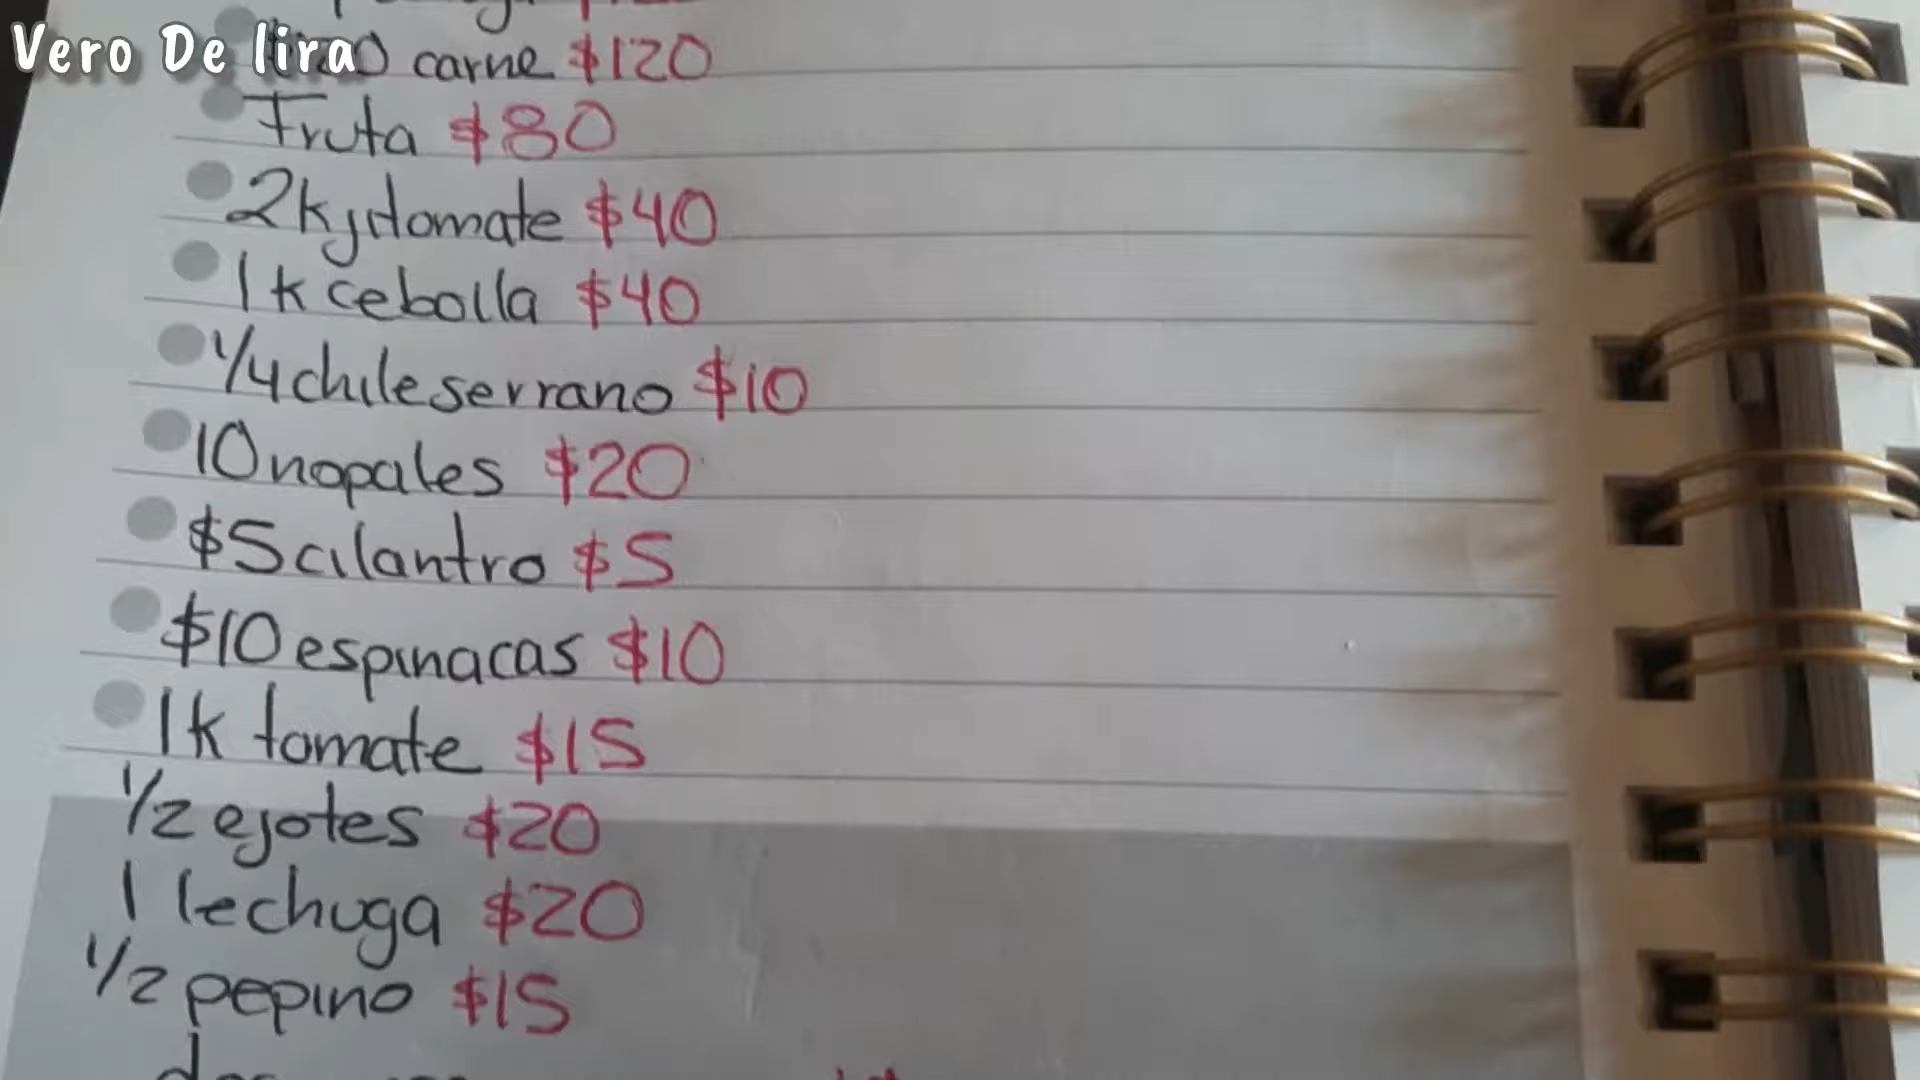 Vero De lira
$120 carne $120
Fruta $80
2kjitomate $40
1k cebolla $40
1/4 chile serrano $10
10 nopales $20
$5 cilantro $5
$10 espinacas $10
1k tomate $15
1/2 ejotes $20
1 lechuga $20
1/2 pepino $15